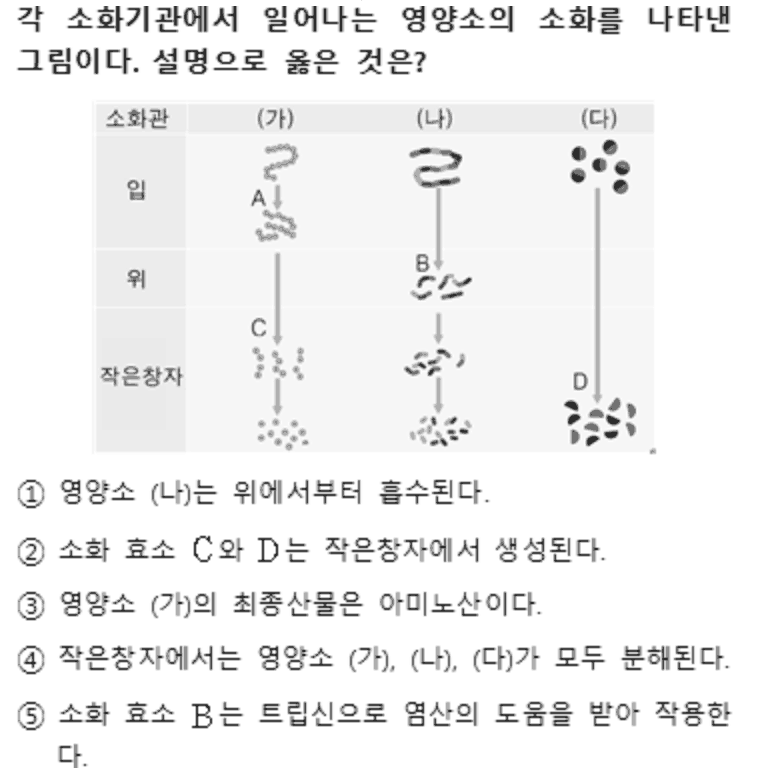 각 소화기관에서 일어나는 영양소의 소화를 나타낸
그림이다. 설명으로 옳은 것은?
소화관 (가) (나) (다)
입
A
위
B
C
작은창자
D
① 영양소 (나)는 위에서부터 흡수된다.
② 소화 효소 C와 D는 작은창자에서 생성된다.
③ 영양소 (가)의 최종산물은 아미노산이다.
④ 작은창자에서는 영양소 (가), (나), (다)가 모두 분해된다.
⑤ 소화 효소 B는 트립신으로 염산의 도움을 받아 작용한
다.